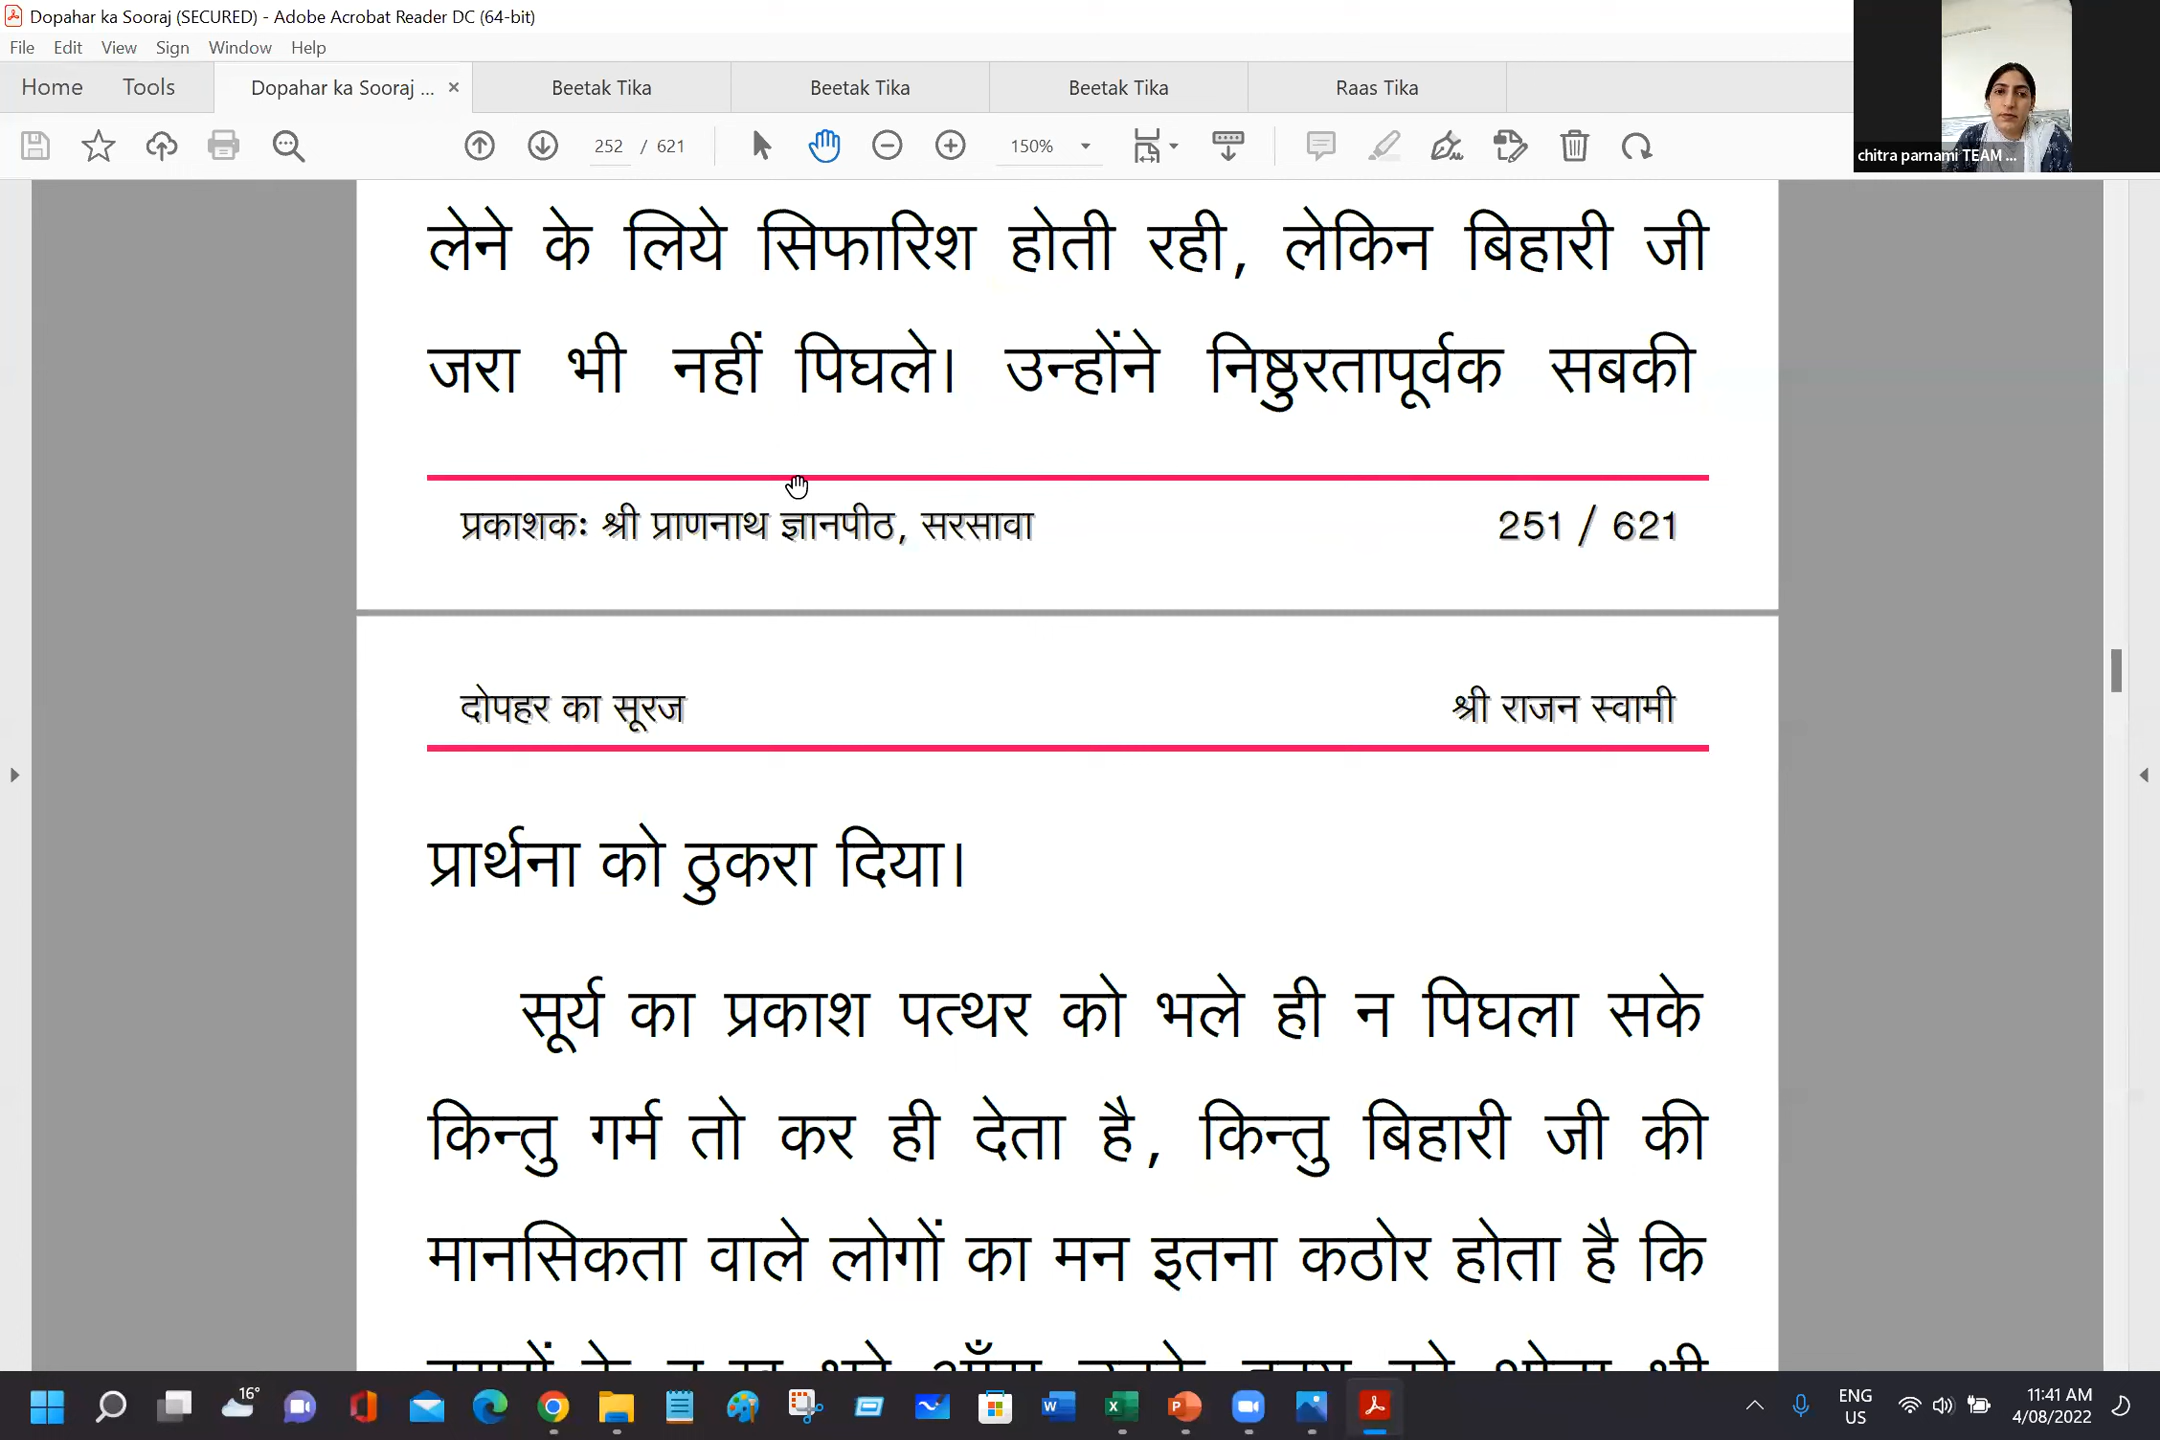 Dopahar ka Sooraj (SECURED) - Adobe Acrobat Reader DC (64-bit)
File Edit View Sign Window Help
Home Tools Dopahar ka Sooraj ... × Beetak Tika Beetak Tika Beetak Tika Raas Tika
252 / 621 150%
chitra parnami TEAM ...
लेने के लिये सिफारिश होती रही, लेकिन बिहारी जी
जरा भी नहीं पिघले। उन्होंने निष्ठुरतापूर्वक सबकी
प्रकाशकः श्री प्राणनाथ ज्ञानपीठ, सरसावा 251 / 621
दोपहर का सूरज श्री राजन स्वामी
प्रार्थना को ठुकरा दिया।
सूर्य का प्रकाश पत्थर को भले ही न पिघला सके
किन्तु गर्म तो कर ही देता है, किन्तु बिहारी जी की
मानसिकता वाले लोगों का मन इतना कठोर होता है कि
16°
ENG
US
11:41 AM
4/08/2022